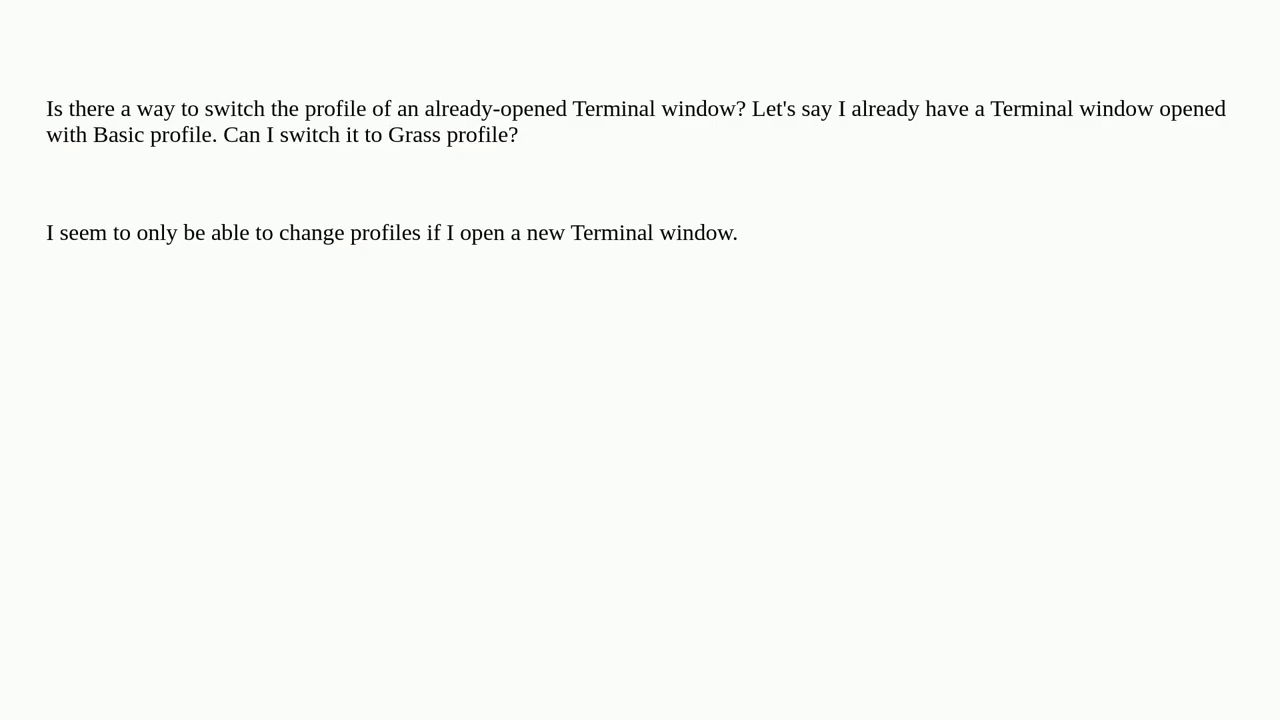 Is there a way to switch the profile of an already-opened Terminal window? Let's say I already have a Terminal window opened
with Basic profile. Can I switch it to Grass profile?
I seem to only be able to change profiles if I open a new Terminal window.